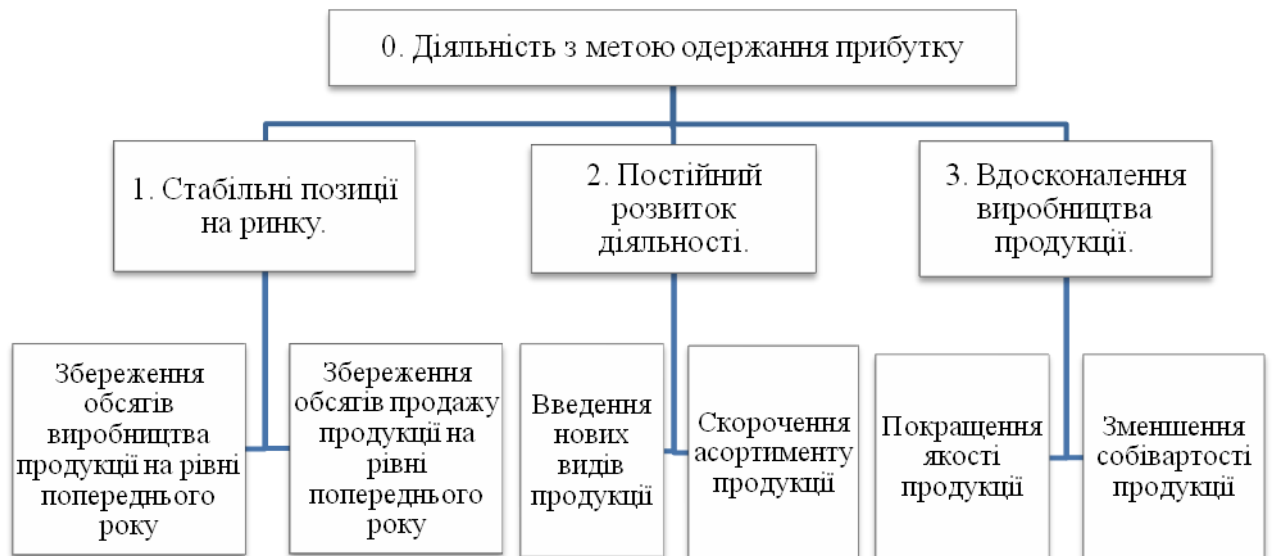 0. Діяльність з метою одержання прибутку
1. Стабільні позиції
на ринку.
2. Постійний
розвиток
діяльності.
3. Вдосконалення
виробництва
продукції.
Збереження
обсягів
виробництва
продукції на рівні
попереднього
року
Збереження
обсягів продажу
продукції на
рівні
попереднього
року
Введення
нових
видів
продукції
Скорочення
асортименту
продукції
Покращення
якості
продукції
Зменшення
собівартості
продукції